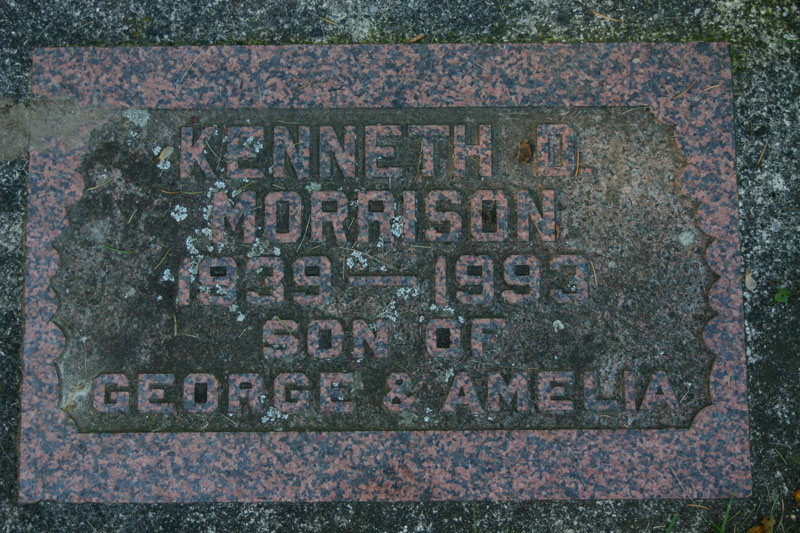 KENNETH D.
MORRISON
1939 — 1993
SON OF
GEORGE & AMELIA